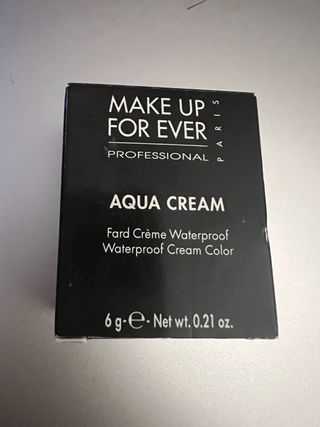 MAKE UP
FOR EVER
PARIS
PROFESSIONAL
AQUA CREAM
Fard Crème Waterproof
Waterproof Cream Color
6 g-℮- Net wt. 0.21 oz.